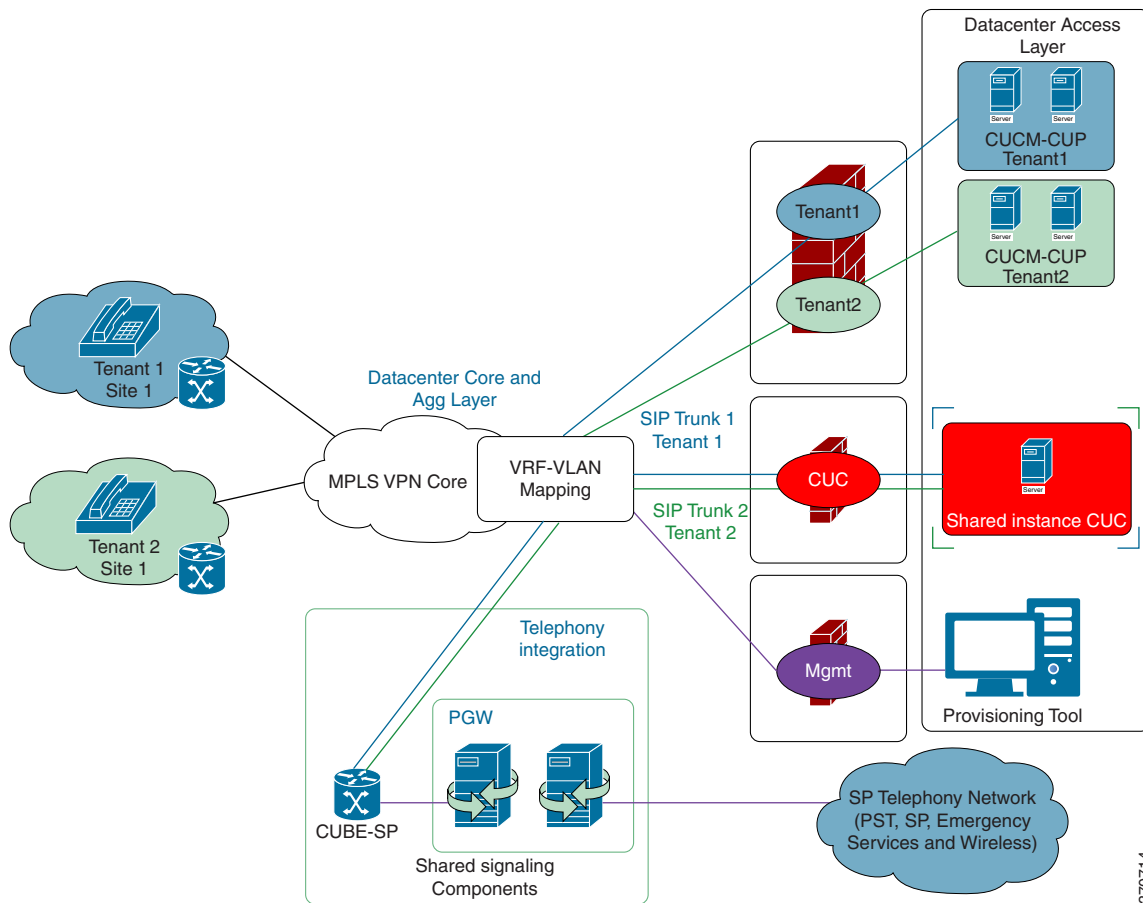 Datacenter Access
Layer
Server
Server
CUCM-CUP
Tenant1
Server
Server
CUCM-CUP
Tenant2
Tenant1
Tenant2
Tenant 1
Site 1
Tenant 2
Site 1
Datacenter Core and
Agg Layer
MPLS VPN Core
VRF-VLAN
Mapping
SIP Trunk 1
Tenant 1
SIP Trunk 2
Tenant 2
CUC
Server
Shared instance CUC
Mgmt
Provisioning Tool
Telephony
integration
PGW
CUBE-SP
Shared signaling
Components
SP Telephony Network
(PST, SP, Emergency
Services and Wireless)